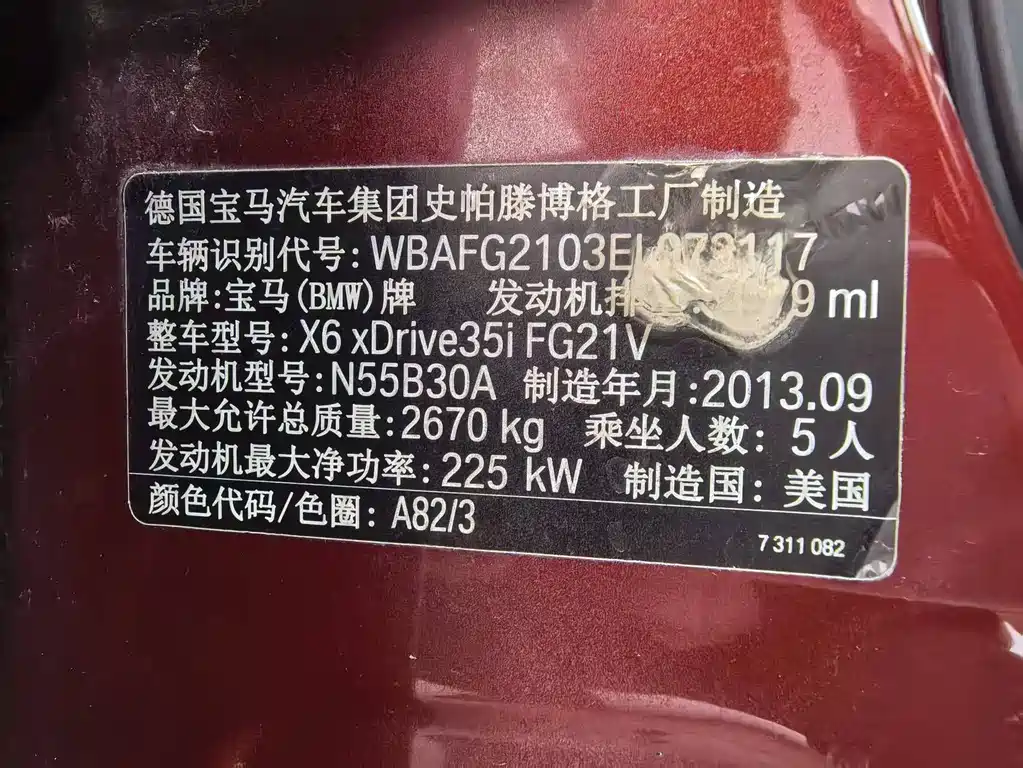 德国宝马汽车集团史帕滕博格工厂制造
车辆识别代号: WBAFG2103EL073117
品牌:宝马(BMW)牌 发动机排 9 ml
整车型号: X6 xDrive35i FG21V
发动机型号:N55B30A 制造年月:2013.09
最大允许总质量:2670 kg 乘坐人数: 5 人
发动机最大净功率: 225 kW 制造国: 美国
颜色代码/色圈: A82/3
7 311 082